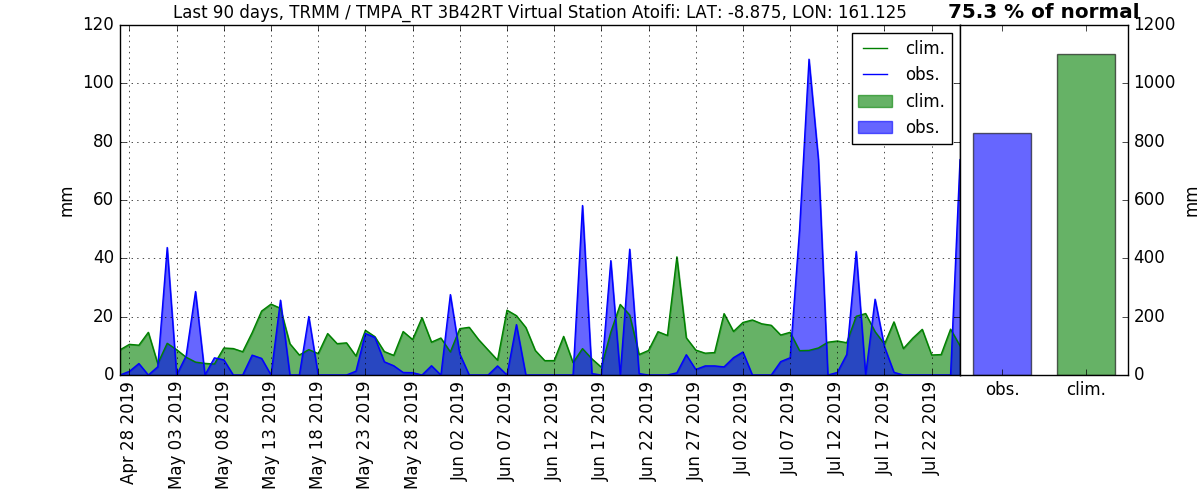 Last 90 days, TRMM / TMPA_RT 3B42RT Virtual Station Atoifi: LAT: -8.875, LON: 161.125
75.3 % of normal
120
100
80
60
40
20
0
mm
clim.
obs.
clim.
obs.
1200
1000
800
600
400
200
0
mm
Apr 28 2019
May 03 2019
May 08 2019
May 13 2019
May 18 2019
May 23 2019
May 28 2019
Jun 02 2019
Jun 07 2019
Jun 12 2019
Jun 17 2019
Jun 22 2019
Jun 27 2019
Jul 02 2019
Jul 07 2019
Jul 12 2019
Jul 17 2019
Jul 22 2019
obs.
clim.